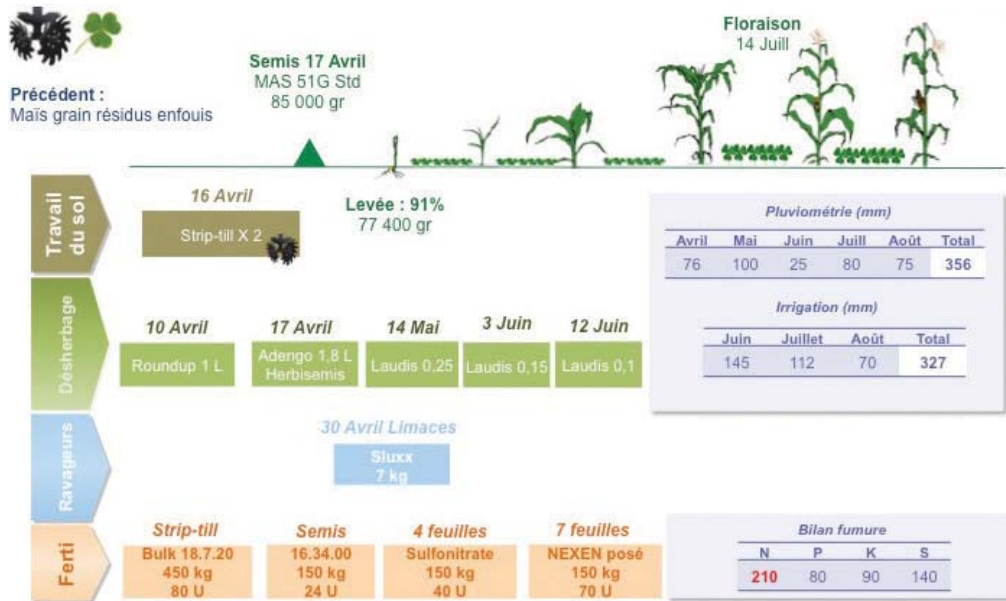 Précédent :
Maïs grain résidus enfouis
Semis 17 Avril
MAS 51G Std
85 000 gr
Floraison
14 Juill
Levée : 91%
77 400 gr
Travail
du sol
16 Avril
Strip-till X 2
Pluviométrie (mm)
Avril Mai Juin Juill Août Total
76 100 25 80 75 356
Irrigation (mm)
Juin Juillet Août Total
145 112 70 327
Désherbage
10 Avril
Roundup 1 L
17 Avril
Adengo 1,8 L
Herbisemis
14 Mai
Laudis 0,25
3 Juin
Laudis 0,15
12 Juin
Laudis 0,1
Ravageurs
30 Avril Limaces
Sluxx
7 kg
Ferti
Strip-till
Bulk 18.7.20
450 kg
80 U
Semis
16.34.00
150 kg
24 U
4 feuilles
Sulfonitrate
150 kg
40 U
7 feuilles
NEXEN posé
150 kg
70 U
Bilan fumure
N P K S
210 80 90 140